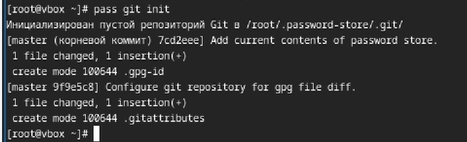 [root@vbox ~]# pass git init
Инициализирован пустой репозиторий Git в /root/.password-store/.git/
[master (корневой коммит) 7cd2eee] Add current contents of password store.
1 file changed, 1 insertion(+)
create mode 100644 .gpg-id
[master 9f9e5c8] Configure git repository for gpg file diff.
1 file changed, 1 insertion(+)
create mode 100644 .gitattributes
[root@vbox ~]#